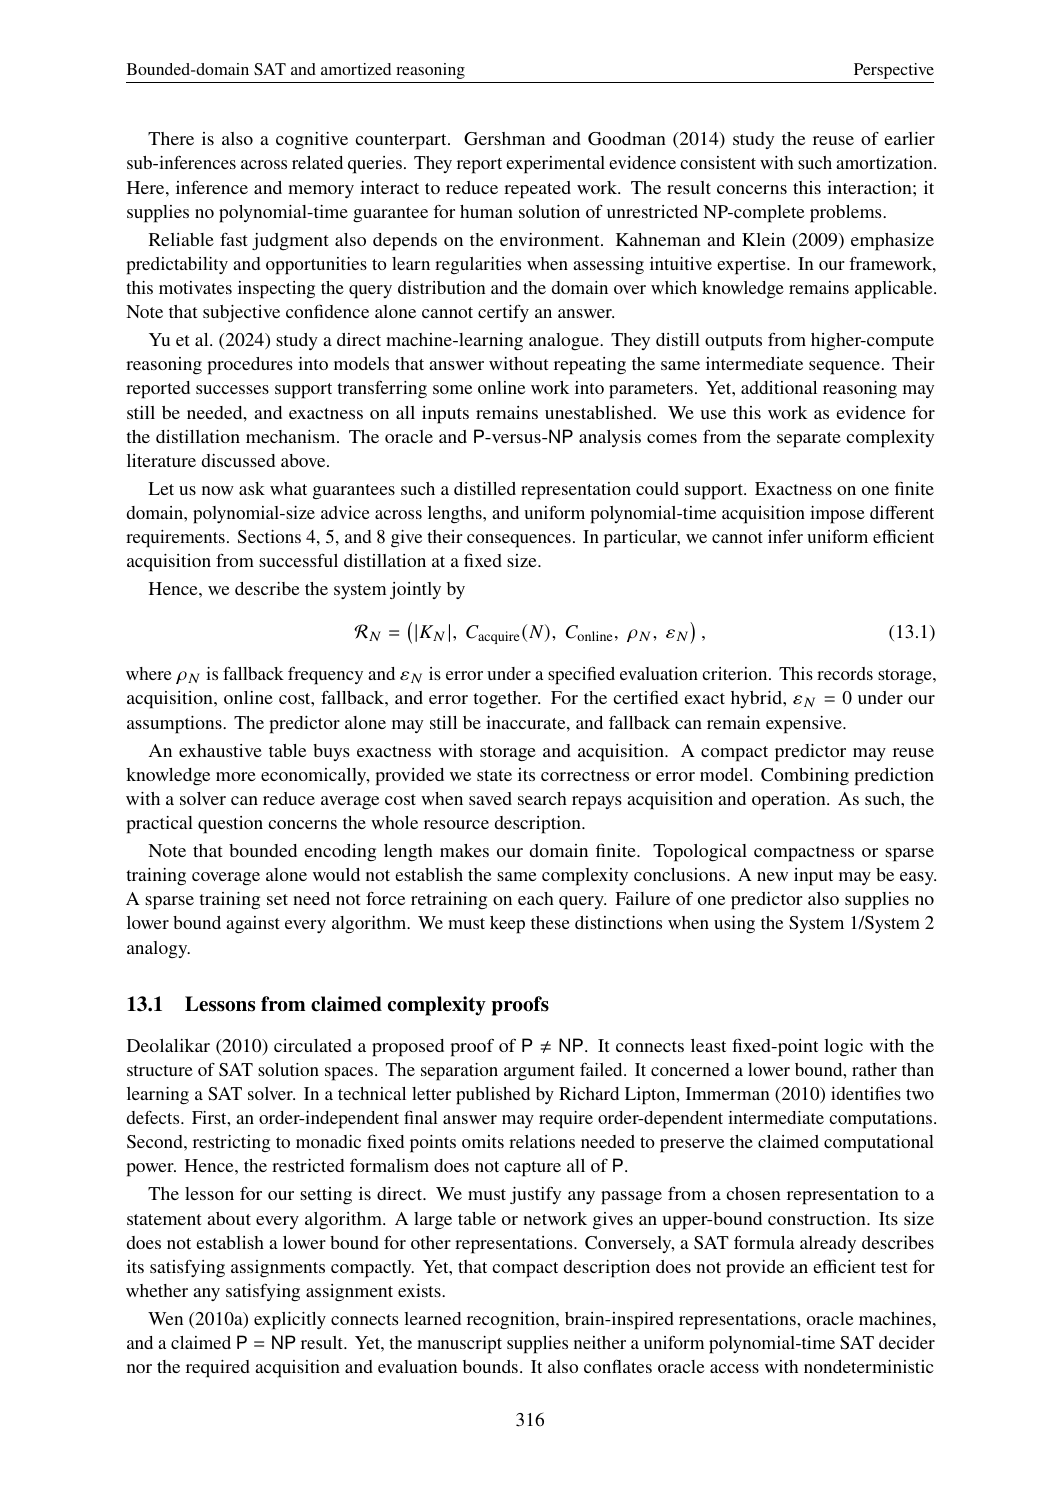 Bounded-domain SAT and amortized reasoning Perspective
There is also a cognitive counterpart. Gershman and Goodman (2014) study the reuse of earlier
sub-inferences across related queries. They report experimental evidence consistent with such amortization.
Here, inference and memory interact to reduce repeated work. The result concerns this interaction; it
supplies no polynomial-time guarantee for human solution of unrestricted NP-complete problems.
Reliable fast judgment also depends on the environment. Kahneman and Klein (2009) emphasize
predictability and opportunities to learn regularities when assessing intuitive expertise. In our framework,
this motivates inspecting the query distribution and the domain over which knowledge remains applicable.
Note that subjective confidence alone cannot certify an answer.
Yu et al. (2024) study a direct machine-learning analogue. They distill outputs from higher-compute
reasoning procedures into models that answer without repeating the same intermediate sequence. Their
reported successes support transferring some online work into parameters. Yet, additional reasoning may
still be needed, and exactness on all inputs remains unestablished. We use this work as evidence for
the distillation mechanism. The oracle and P-versus-NP analysis comes from the separate complexity
literature discussed above.
Let us now ask what guarantees such a distilled representation could support. Exactness on one finite
domain, polynomial-size advice across lengths, and uniform polynomial-time acquisition impose different
requirements. Sections 4, 5, and 8 give their consequences. In particular, we cannot infer uniform efficient
acquisition from successful distillation at a fixed size.
Hence, we describe the system jointly by
ℛ_N = (|K_N|, C_acquire(N), C_online, ρ_N, ε_N), (13.1)
where ρ_N is fallback frequency and ε_N is error under a specified evaluation criterion. This records storage,
acquisition, online cost, fallback, and error together. For the certified exact hybrid, ε_N = 0 under our
assumptions. The predictor alone may still be inaccurate, and fallback can remain expensive.
An exhaustive table buys exactness with storage and acquisition. A compact predictor may reuse
knowledge more economically, provided we state its correctness or error model. Combining prediction
with a solver can reduce average cost when saved search repays acquisition and operation. As such, the
practical question concerns the whole resource description.
Note that bounded encoding length makes our domain finite. Topological compactness or sparse
training coverage alone would not establish the same complexity conclusions. A new input may be easy.
A sparse training set need not force retraining on each query. Failure of one predictor also supplies no
lower bound against every algorithm. We must keep these distinctions when using the System 1/System 2
analogy.
13.1 Lessons from claimed complexity proofs
Deolalikar (2010) circulated a proposed proof of P ≠ NP. It connects least fixed-point logic with the
structure of SAT solution spaces. The separation argument failed. It concerned a lower bound, rather than
learning a SAT solver. In a technical letter published by Richard Lipton, Immerman (2010) identifies two
defects. First, an order-independent final answer may require order-dependent intermediate computations.
Second, restricting to monadic fixed points omits relations needed to preserve the claimed computational
power. Hence, the restricted formalism does not capture all of P.
The lesson for our setting is direct. We must justify any passage from a chosen representation to a
statement about every algorithm. A large table or network gives an upper-bound construction. Its size
does not establish a lower bound for other representations. Conversely, a SAT formula already describes
its satisfying assignments compactly. Yet, that compact description does not provide an efficient test for
whether any satisfying assignment exists.
Wen (2010a) explicitly connects learned recognition, brain-inspired representations, oracle machines,
and a claimed P = NP result. Yet, the manuscript supplies neither a uniform polynomial-time SAT decider
nor the required acquisition and evaluation bounds. It also conflates oracle access with nondeterministic
316